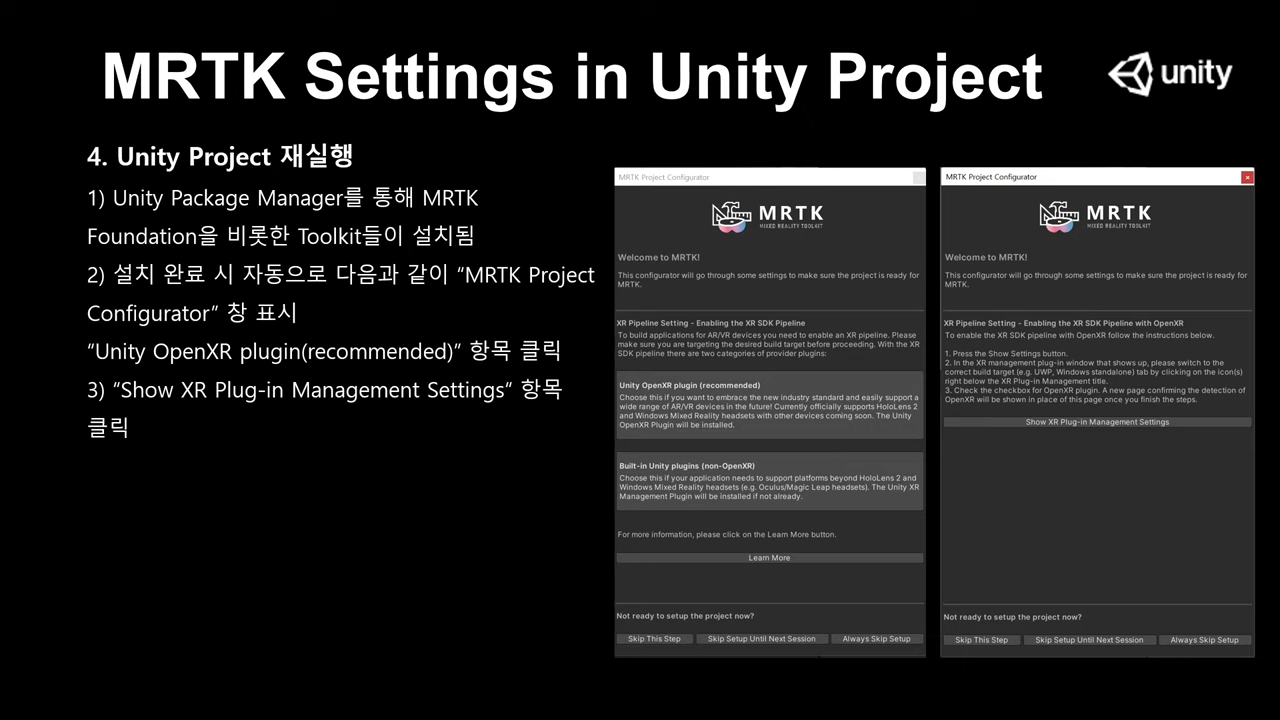 MRTK Settings in Unity Project
unity
4. Unity Project 재실행
1) Unity Package Manager를 통해 MRTK
Foundation을 비롯한 Toolkit들이 설치됨
2) 설치 완료 시 자동으로 다음과 같이 “MRTK Project
Configurator” 창 표시
“Unity OpenXR plugin(recommended)” 항목 클릭
3) “Show XR Plug-in Management Settings“ 항목
클릭
MRTK Project Configurator
MRTK
MIXED REALITY TOOLKIT
Welcome to MRTK!
This configurator will go through some settings to make sure the project is ready for
MRTK.
XR Pipeline Setting - Enabling the XR SDK Pipeline
To build applications for AR/VR devices you need to enable an XR pipeline. Please
make sure you are targeting the desired build target before proceeding. With the XR
SDK pipeline there are two categories of provider plugins:
Unity OpenXR plugin (recommended)
Choose this if you want to embrace the new industry standard and easily support a
wide range of AR/VR devices in the future! Currently officially supports HoloLens 2
and Windows Mixed Reality headsets with other devices coming soon. The Unity
OpenXR Plugin will be installed.
Built-in Unity plugins (non-OpenXR)
Choose this if your application needs to support platforms beyond HoloLens 2 and
Windows Mixed Reality headsets (e.g. Oculus/Magic Leap headsets). The Unity XR
Management Plugin will be installed if not already.
For more information, please click on the Learn More button.
Learn More
Not ready to setup the project now?
Skip This Step Skip Setup Until Next Session Always Skip Setup
MRTK Project Configurator
MRTK
MIXED REALITY TOOLKIT
Welcome to MRTK!
This configurator will go through some settings to make sure the project is ready for
MRTK.
XR Pipeline Setting - Enabling the XR SDK Pipeline with OpenXR
To enable the XR SDK pipeline with OpenXR follow the instructions below.
1. Press the Show Settings button.
2. In the XR management plug-in window that shows up, please switch to the
correct build target (e.g. UWP, Windows standalone) tab by clicking on the icon(s)
right below the XR Plug-in Management title.
3. Check the checkbox for OpenXR plugin. A new page confirming the detection of
OpenXR will be shown in place of this page once you finish the steps.
Show XR Plug-in Management Settings
Not ready to setup the project now?
Skip This Step Skip Setup Until Next Session Always Skip Setup